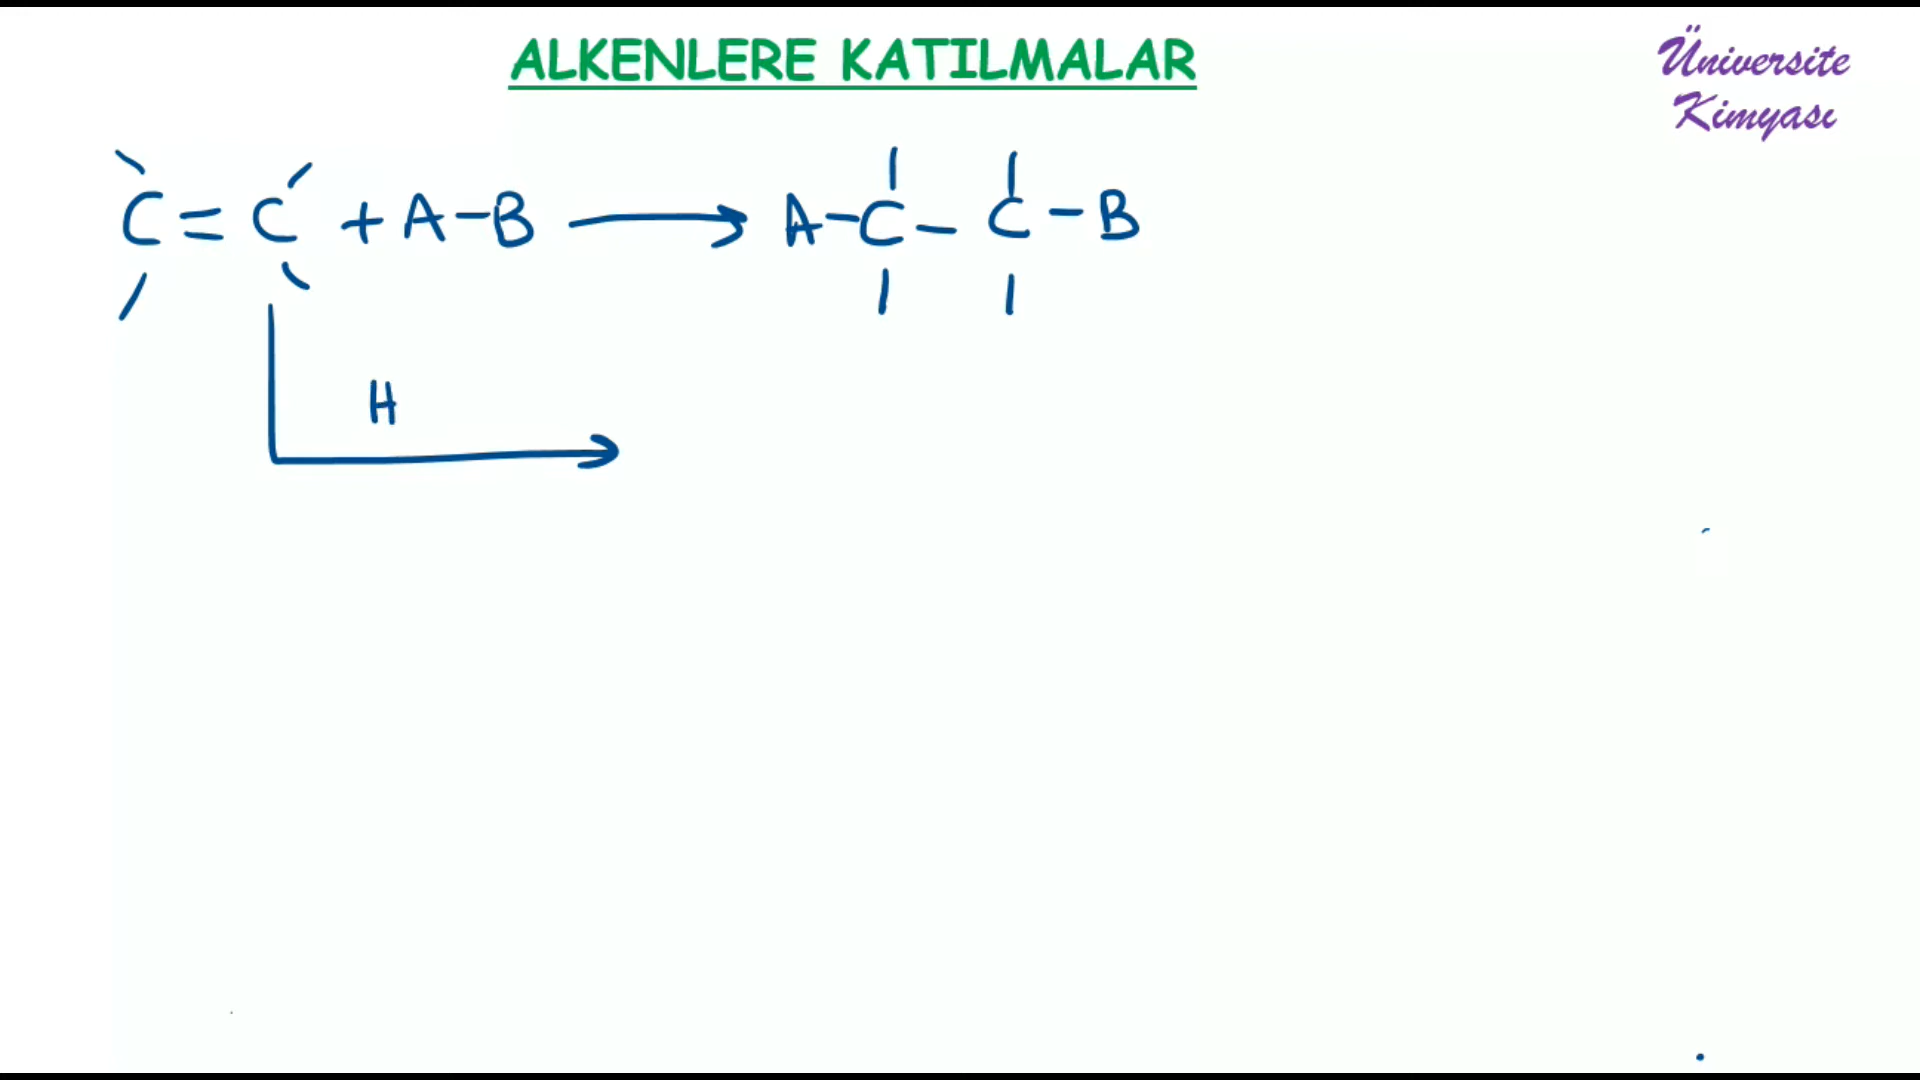 ALKENLERE KATILMALAR
Üniversite
Kimyası
C = C + A - B → A - C - C - B
H